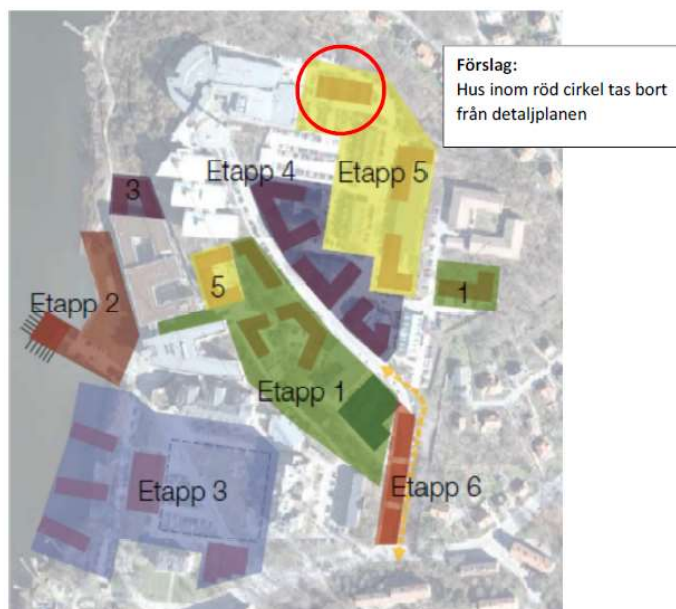 Förslag:
Hus inom röd cirkel tas bort
från detaljplanen
Etapp 4
Etapp 5
3
5
1
Etapp 2
Etapp 1
Etapp 3
Etapp 6